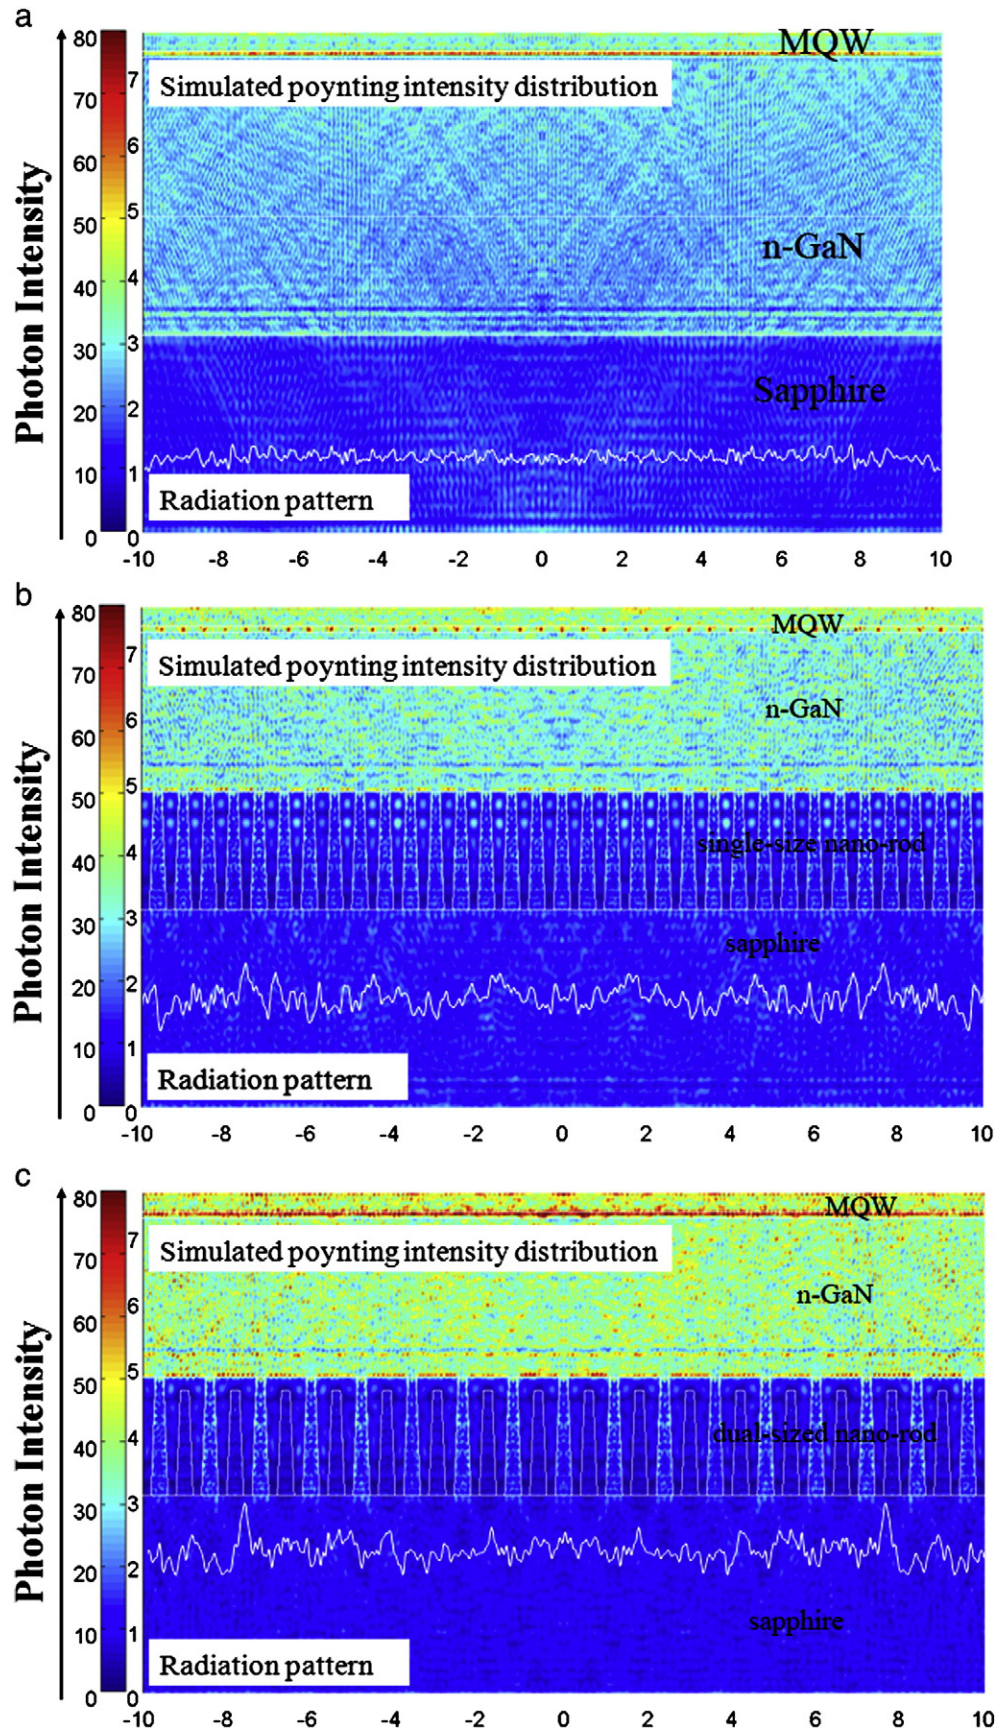 a
80
70
60
50
40
30
20
10
0
7
6
5
4
3
2
1
0
Photon Intensity
MQW
Simulated poynting intensity distribution
n-GaN
Sapphire
Radiation pattern
-10 -8 -6 -4 -2 0 2 4 6 8 10
b
80
70
60
50
40
30
20
10
0
7
6
5
4
3
2
1
0
Photon Intensity
MQW
Simulated poynting intensity distribution
n-GaN
single-size nano-rod
sapphire
Radiation pattern
-10 -8 -6 -4 -2 0 2 4 6 8 10
c
80
70
60
50
40
30
20
10
0
7
6
5
4
3
2
1
0
Photon Intensity
MQW
Simulated poynting intensity distribution
n-GaN
dual-sized nano-rod
sapphire
Radiation pattern
-10 -8 -6 -4 -2 0 2 4 6 8 10